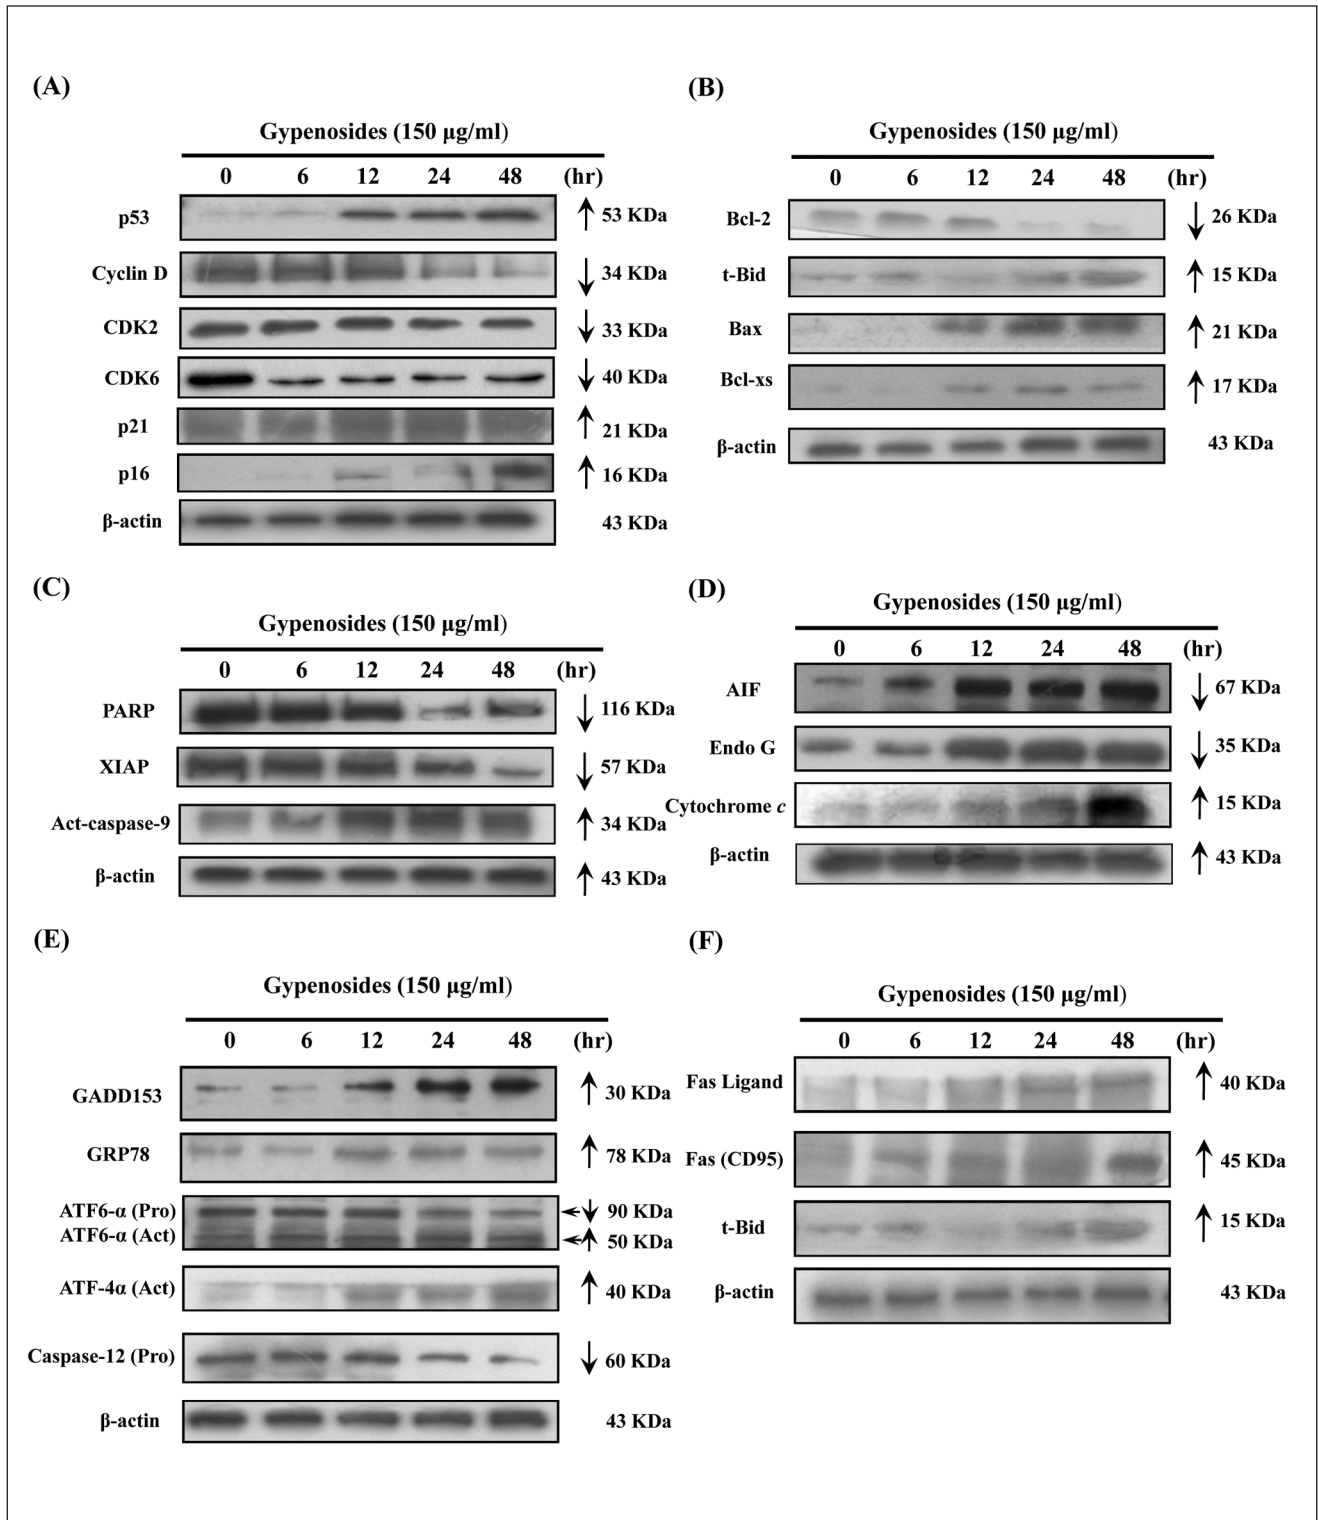 (A)
Gypenosides (150 µg/ml)
0 6 12 24 48 (hr)
p53 ↑ 53 KDa
Cyclin D ↓ 34 KDa
CDK2 ↓ 33 KDa
CDK6 ↓ 40 KDa
p21 ↑ 21 KDa
p16 ↑ 16 KDa
β-actin 43 KDa
(B)
Gypenosides (150 µg/ml)
0 6 12 24 48 (hr)
Bcl-2 ↓ 26 KDa
t-Bid ↑ 15 KDa
Bax ↑ 21 KDa
Bcl-xs ↑ 17 KDa
β-actin 43 KDa
(C)
Gypenosides (150 µg/ml)
0 6 12 24 48 (hr)
PARP ↓ 116 KDa
XIAP ↓ 57 KDa
Act-caspase-9 ↑ 34 KDa
β-actin ↑ 43 KDa
(D)
Gypenosides (150 µg/ml)
0 6 12 24 48 (hr)
AIF ↓ 67 KDa
Endo G ↓ 35 KDa
Cytochrome c ↑ 15 KDa
β-actin ↑ 43 KDa
(E)
Gypenosides (150 µg/ml)
0 6 12 24 48 (hr)
GADD153 ↑ 30 KDa
GRP78 ↑ 78 KDa
ATF6-α (Pro) ↓ 90 KDa
ATF6-α (Act) ↑ 50 KDa
ATF-4α (Act) ↑ 40 KDa
Caspase-12 (Pro) ↓ 60 KDa
β-actin 43 KDa
(F)
Gypenosides (150 µg/ml)
0 6 12 24 48 (hr)
Fas Ligand ↑ 40 KDa
Fas (CD95) ↑ 45 KDa
t-Bid ↑ 15 KDa
β-actin 43 KDa